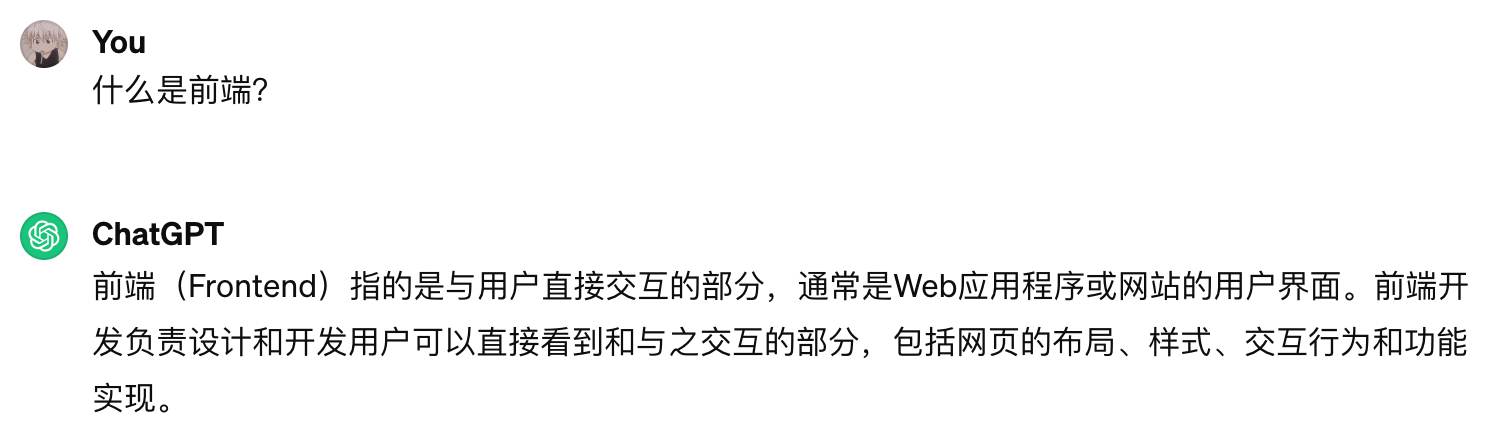 You
什么是前端？
ChatGPT
前端（Frontend）指的是与用户直接交互的部分，通常是Web应用程序或网站的用户界面。前端开
发负责设计和开发用户可以直接看到和与之交互的部分，包括网页的布局、样式、交互行为和功能
实现。